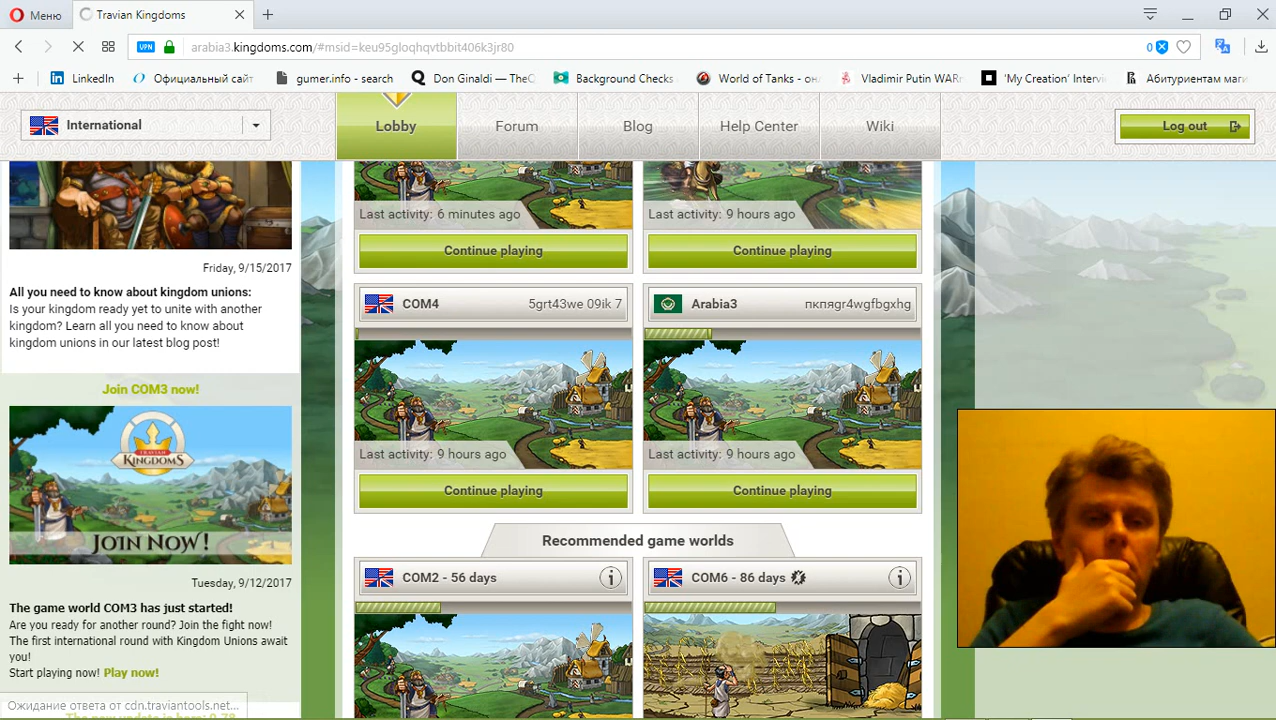 Меню
Travian Kingdoms
VPN
arabia3.kingdoms.com/#msid=keu95gloqhqvtbbit406k3jr80
0
LinkedIn
Официальный сайт
gumer.info - search
Don Ginaldi — TheQ
Background Checks
World of Tanks - он
Vladimir Putin WAR
'My Creation' Intervi
Абитуриентам маги
International
Lobby
Forum
Blog
Help Center
Wiki
Log out
Last activity: 6 minutes ago
Last activity: 9 hours ago
Continue playing
Continue playing
Friday, 9/15/2017
All you need to know about kingdom unions:
Is your kingdom ready yet to unite with another
kingdom? Learn all you need to know about
kingdom unions in our latest blog post!
COM4
5grt43we 09ik 7
Arabia3
пкпяgr4wgfbgxhg
Join COM3 now!
TRAVIAN
KINGDOMS
JOIN NOW!
Last activity: 9 hours ago
Last activity: 9 hours ago
Continue playing
Continue playing
Recommended game worlds
COM2 - 56 days
COM6 - 86 days
Tuesday, 9/12/2017
The game world COM3 has just started!
Are you ready for another round? Join the fight now!
The first international round with Kingdom Unions await
you!
Start playing now! Play now!
Ожидание ответа от cdn.traviantools.net...